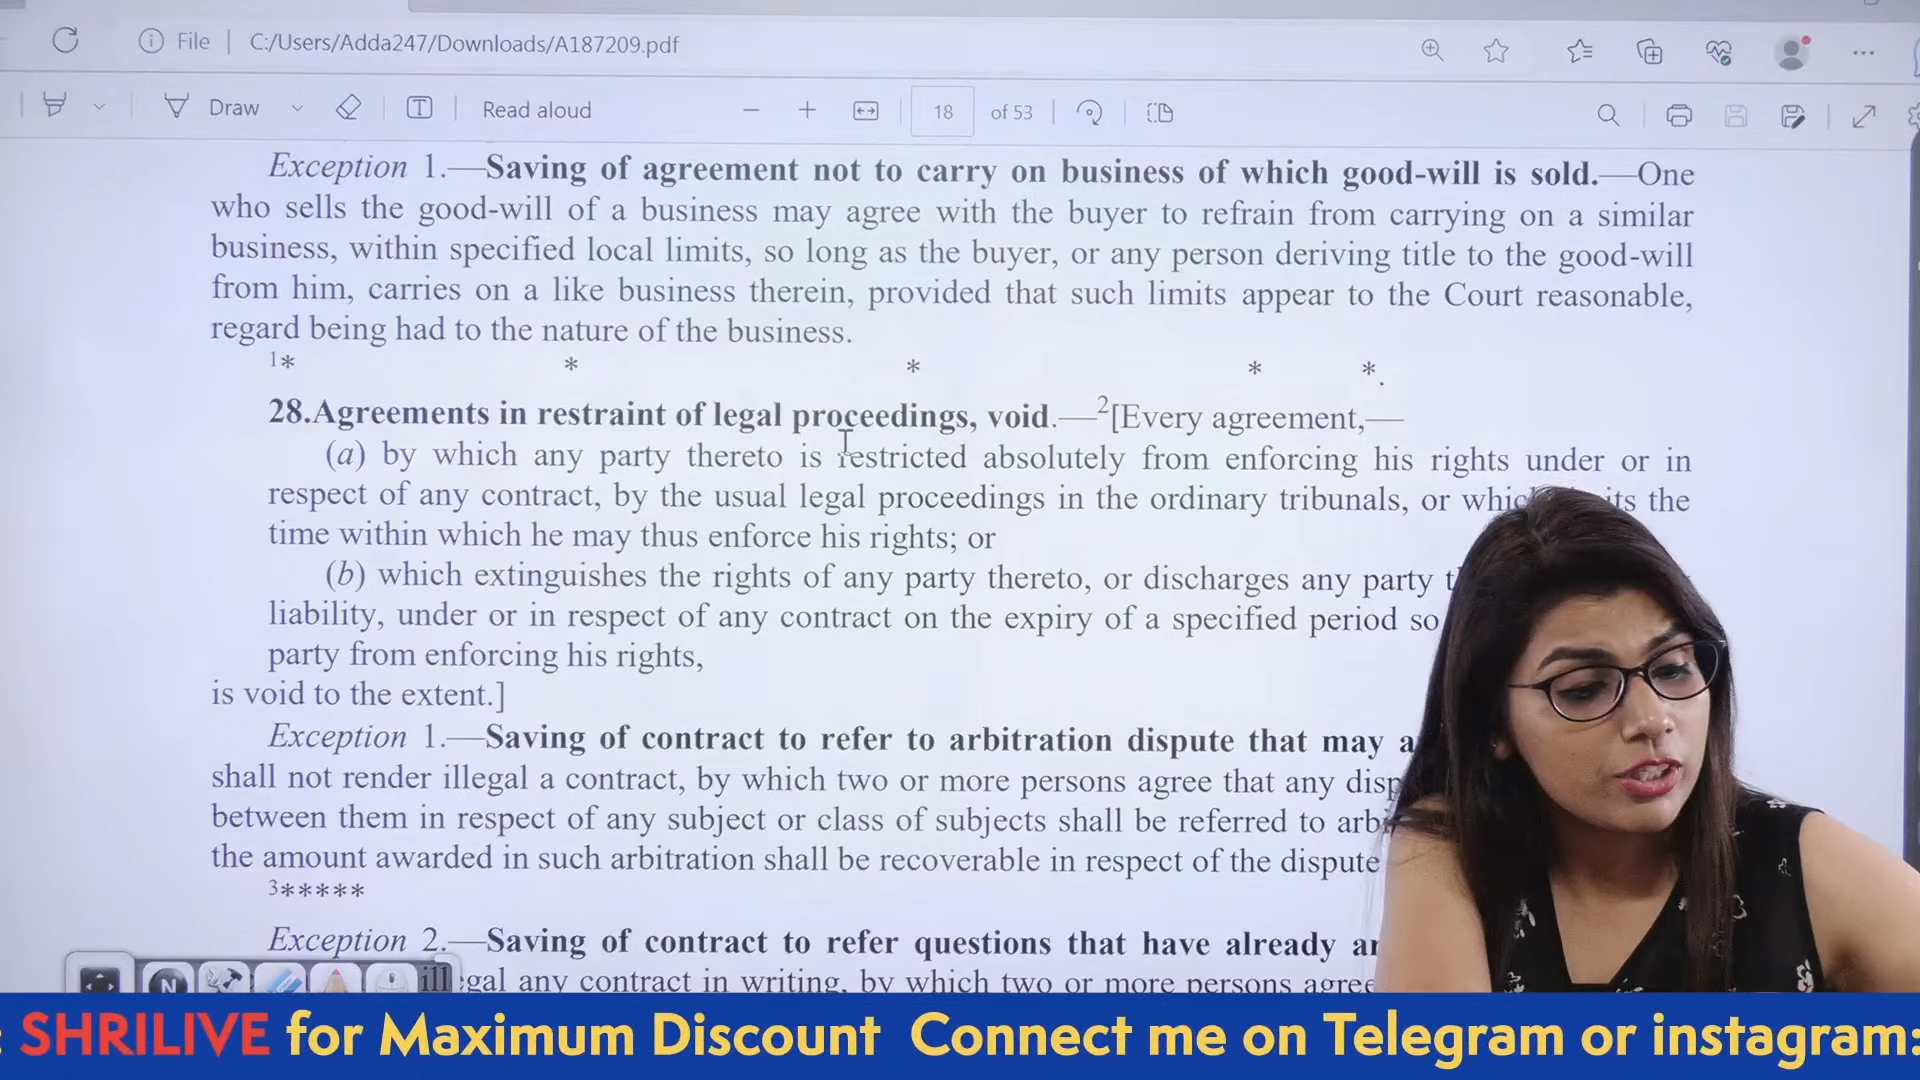 File | C:/Users/Adda247/Downloads/A187209.pdf
Draw Read aloud 18 of 53
Exception 1.—Saving of agreement not to carry on business of which good-will is sold.—One
who sells the good-will of a business may agree with the buyer to refrain from carrying on a similar
business, within specified local limits, so long as the buyer, or any person deriving title to the good-will
from him, carries on a like business therein, provided that such limits appear to the Court reasonable,
regard being had to the nature of the business.
1* * * * *.
28.Agreements in restraint of legal proceedings, void.—2[Every agreement,—
(a) by which any party thereto is restricted absolutely from enforcing his rights under or in
respect of any contract, by the usual legal proceedings in the ordinary tribunals, or which the
time within which he may thus enforce his rights; or
(b) which extinguishes the rights of any party thereto, or discharges any party
liability, under or in respect of any contract on the expiry of a specified period so
party from enforcing his rights,
is void to the extent.]
Exception 1.—Saving of contract to refer to arbitration dispute that may
shall not render illegal a contract, by which two or more persons agree that any
between them in respect of any subject or class of subjects shall be referred to
the amount awarded in such arbitration shall be recoverable in respect of the dispute
3*****
Exception 2.—Saving of contract to refer questions that have already
any contract in writing, by which two or more persons agree
N
: SHRILIVE for Maximum Discount Connect me on Telegram or instagram: